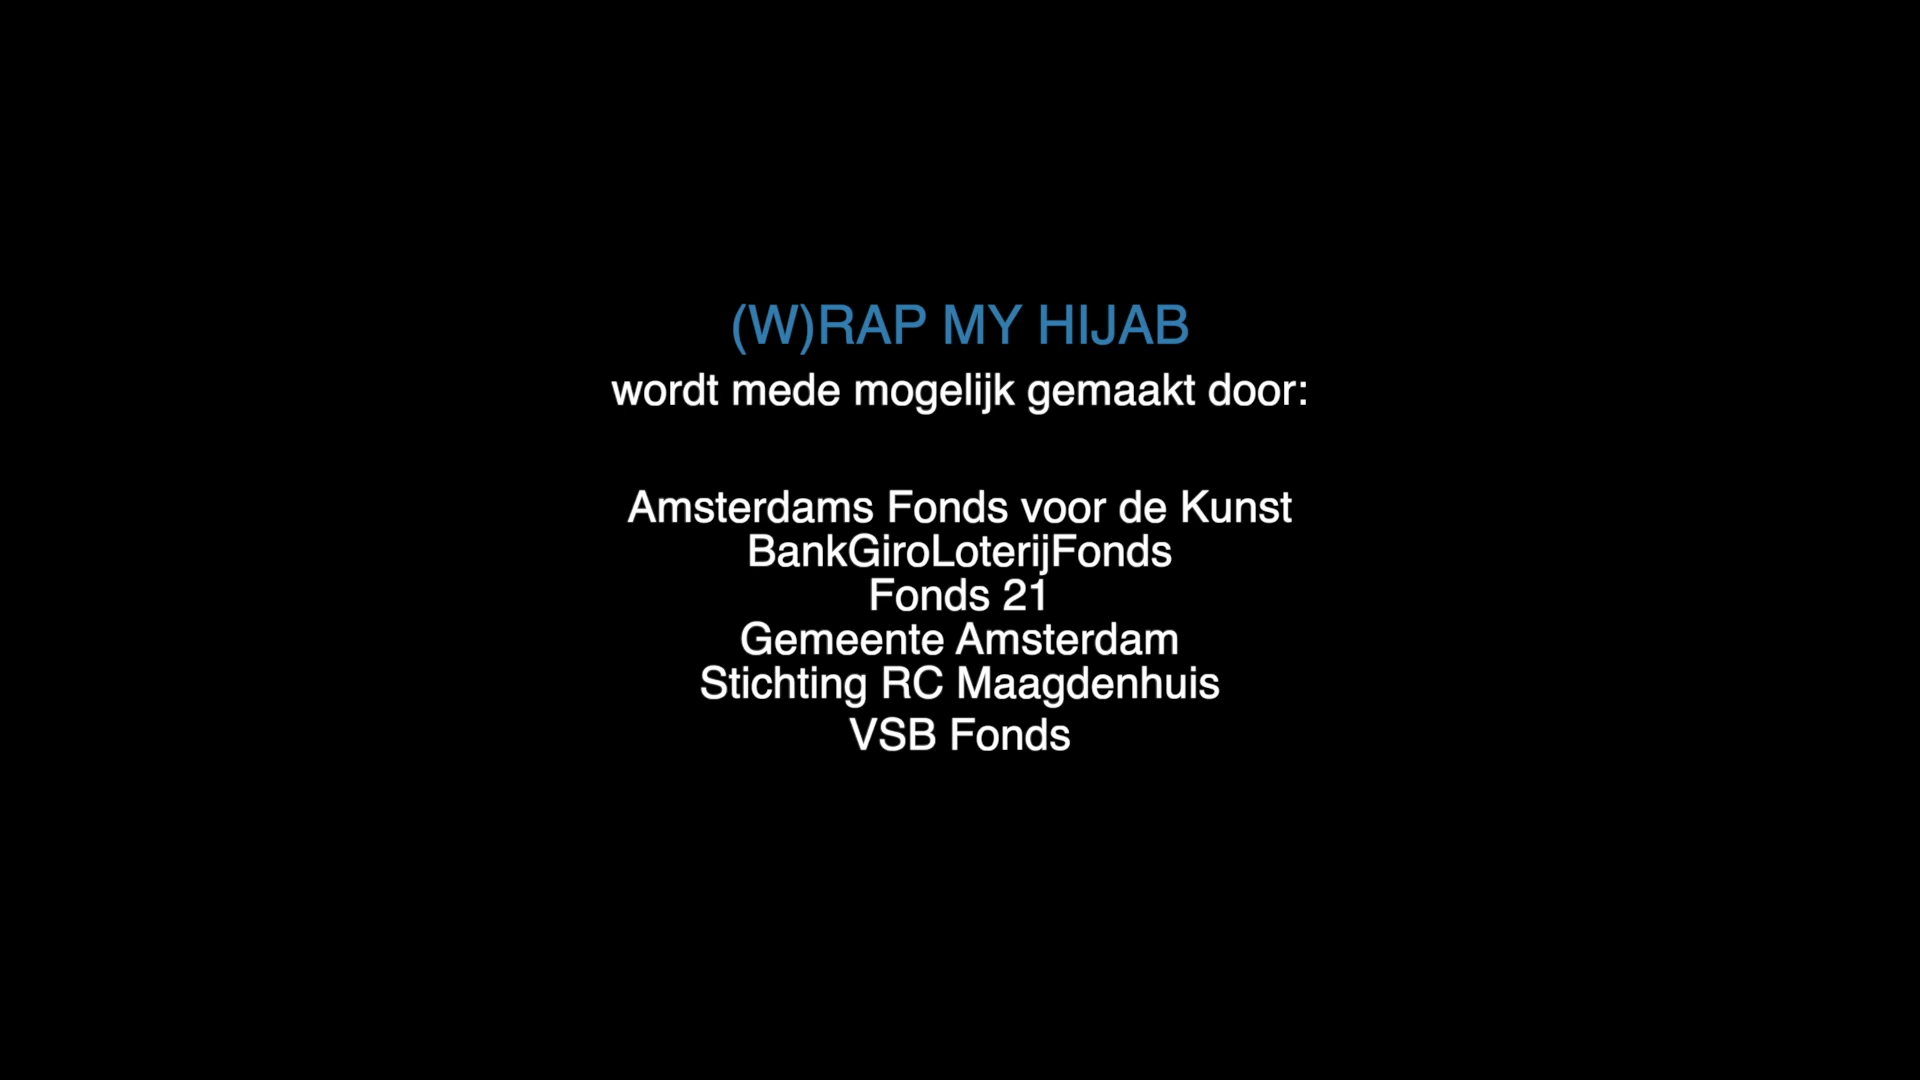 (W)RAP MY HIJAB
wordt mede mogelijk gemaakt door:
Amsterdams Fonds voor de Kunst
BankGiroLoterijFonds
Fonds 21
Gemeente Amsterdam
Stichting RC Maagdenhuis
VSB Fonds